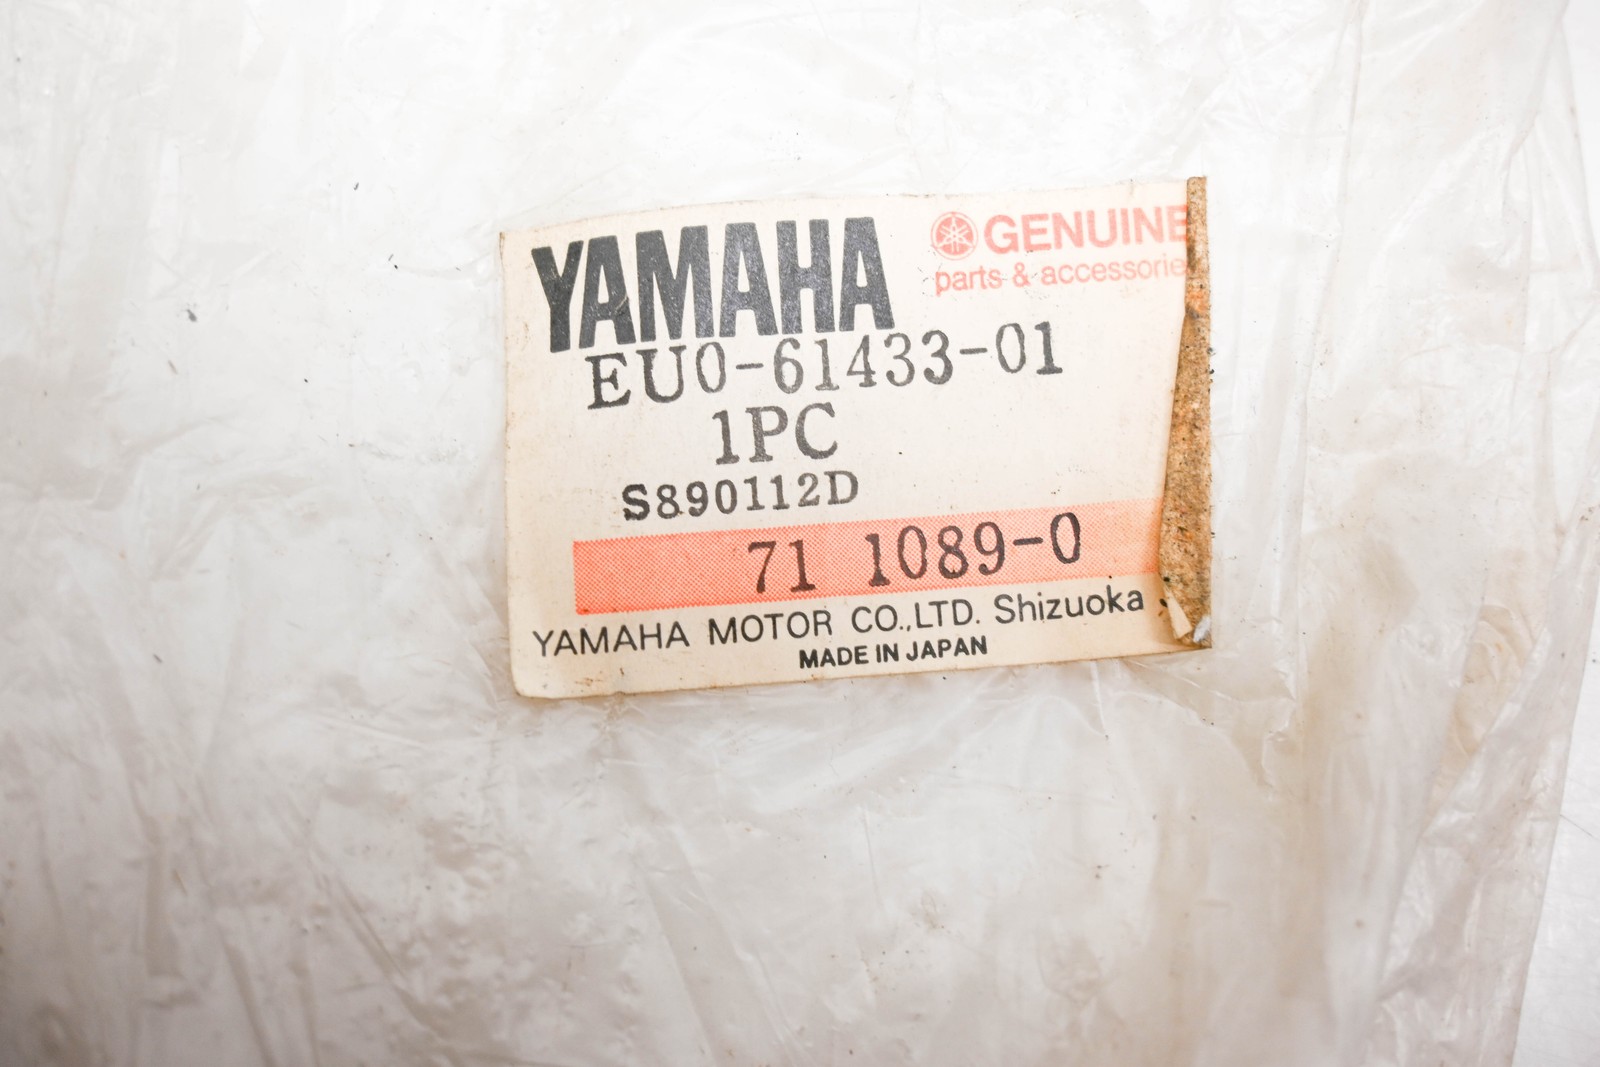 YAMAHA GENUINE
parts & accessorie
EU0-61433-01
1PC
S890112D
71 1089-0
YAMAHA MOTOR CO.,LTD. Shizuoka
MADE IN JAPAN